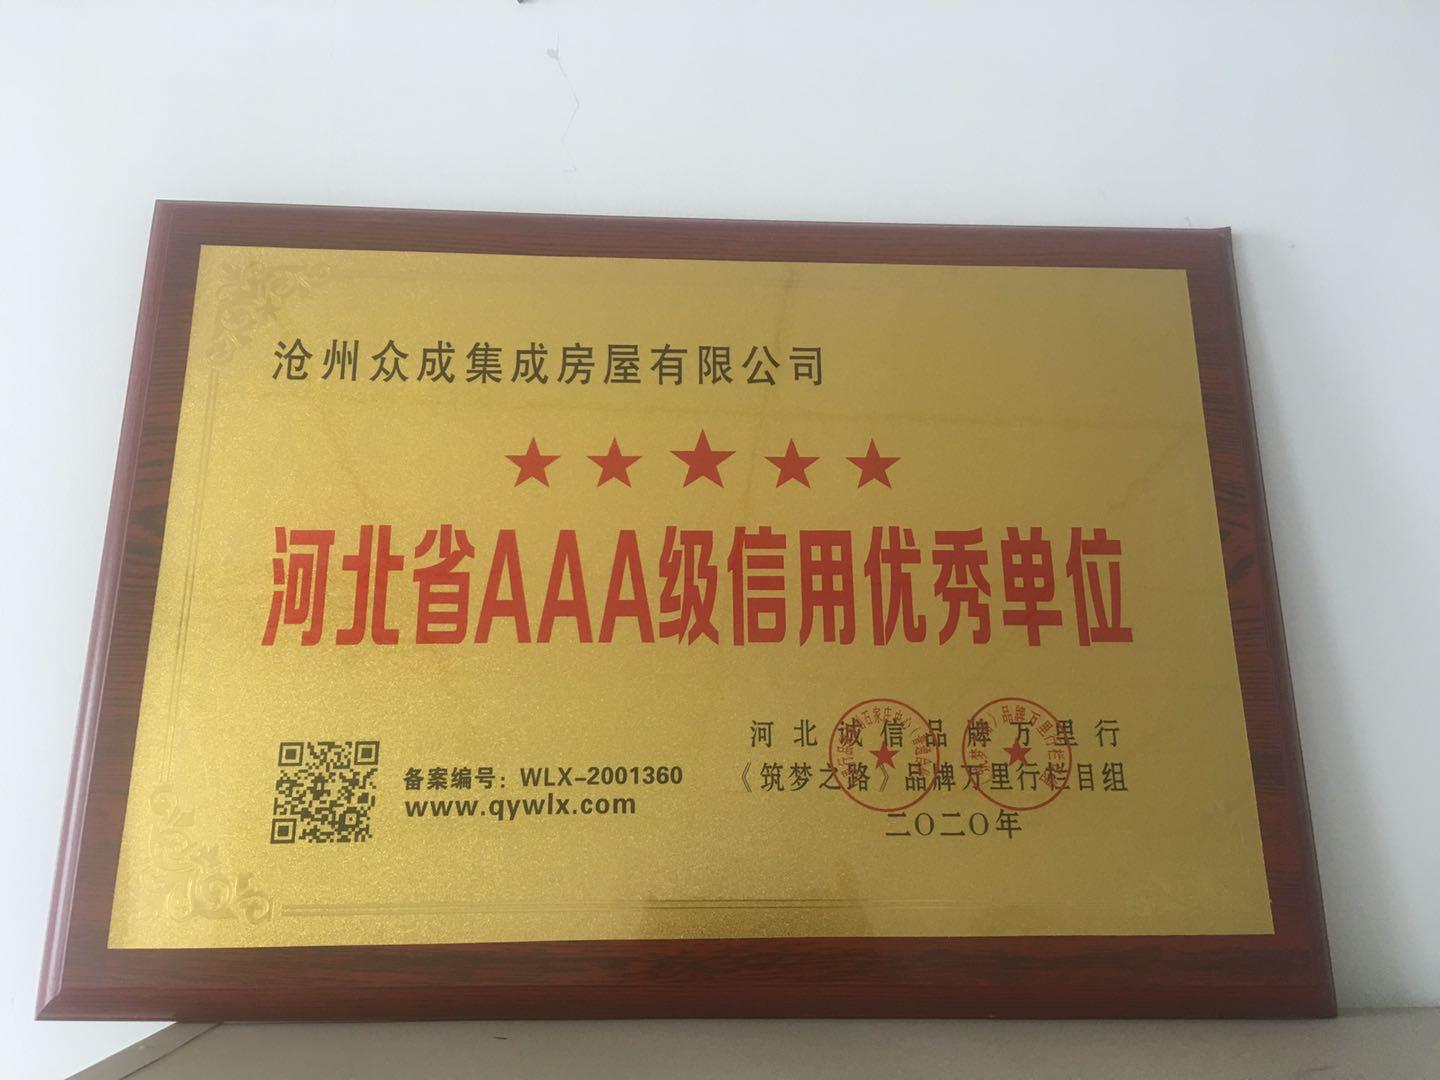 沧州众成集成房屋有限公司
河北省AAA级信用优秀单位
备案编号：WLX-2001360
www.qywlx.com
河北诚信品牌万里行
《筑梦之路》品牌万里行栏目组
二〇二〇年